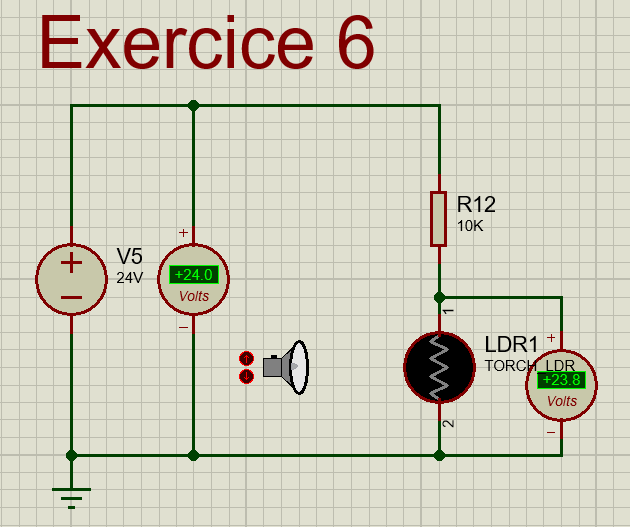 Exercice 6
V5
24V
+
+24.0
Volts
−
R12
10K
1
LDR1
TORCH_LDR
2
+
+23.8
Volts
−